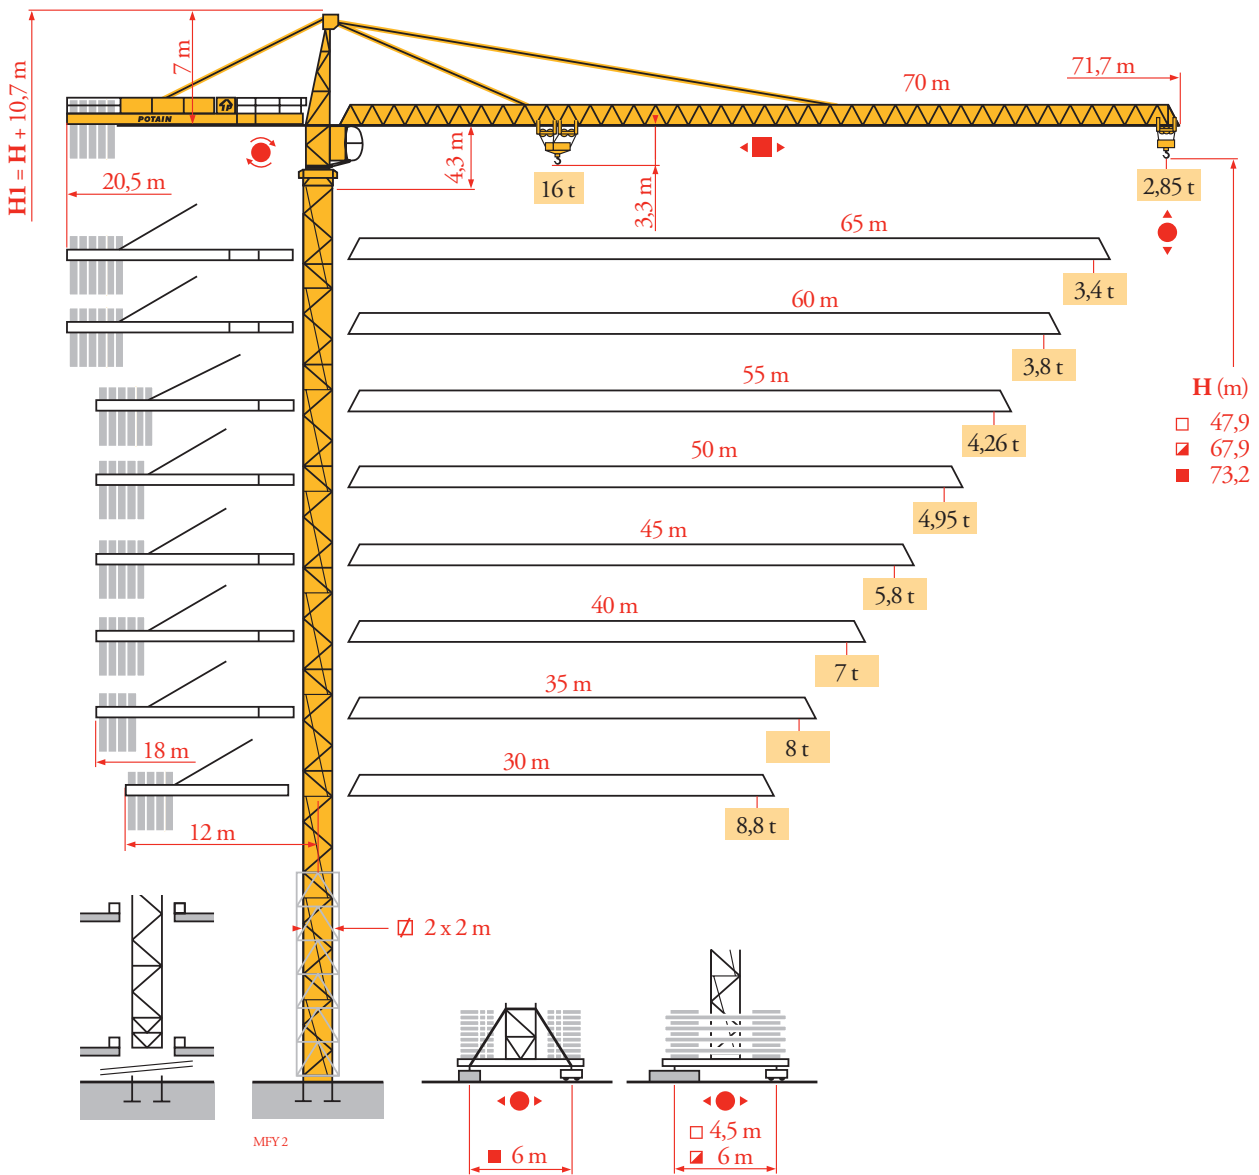 H1 = H + 10,7 m
7 m
70 m
71,7 m
POTAIN
20,5 m
4,3 m
16 t
3,3 m
2,85 t
65 m
3,4 t
60 m
3,8 t
55 m
4,26 t
50 m
4,95 t
45 m
5,8 t
40 m
7 t
35 m
8 t
18 m
30 m
8,8 t
12 m
H (m)
47,9
67,9
73,2
2 x 2 m
MFY 2
6 m
4,5 m
6 m